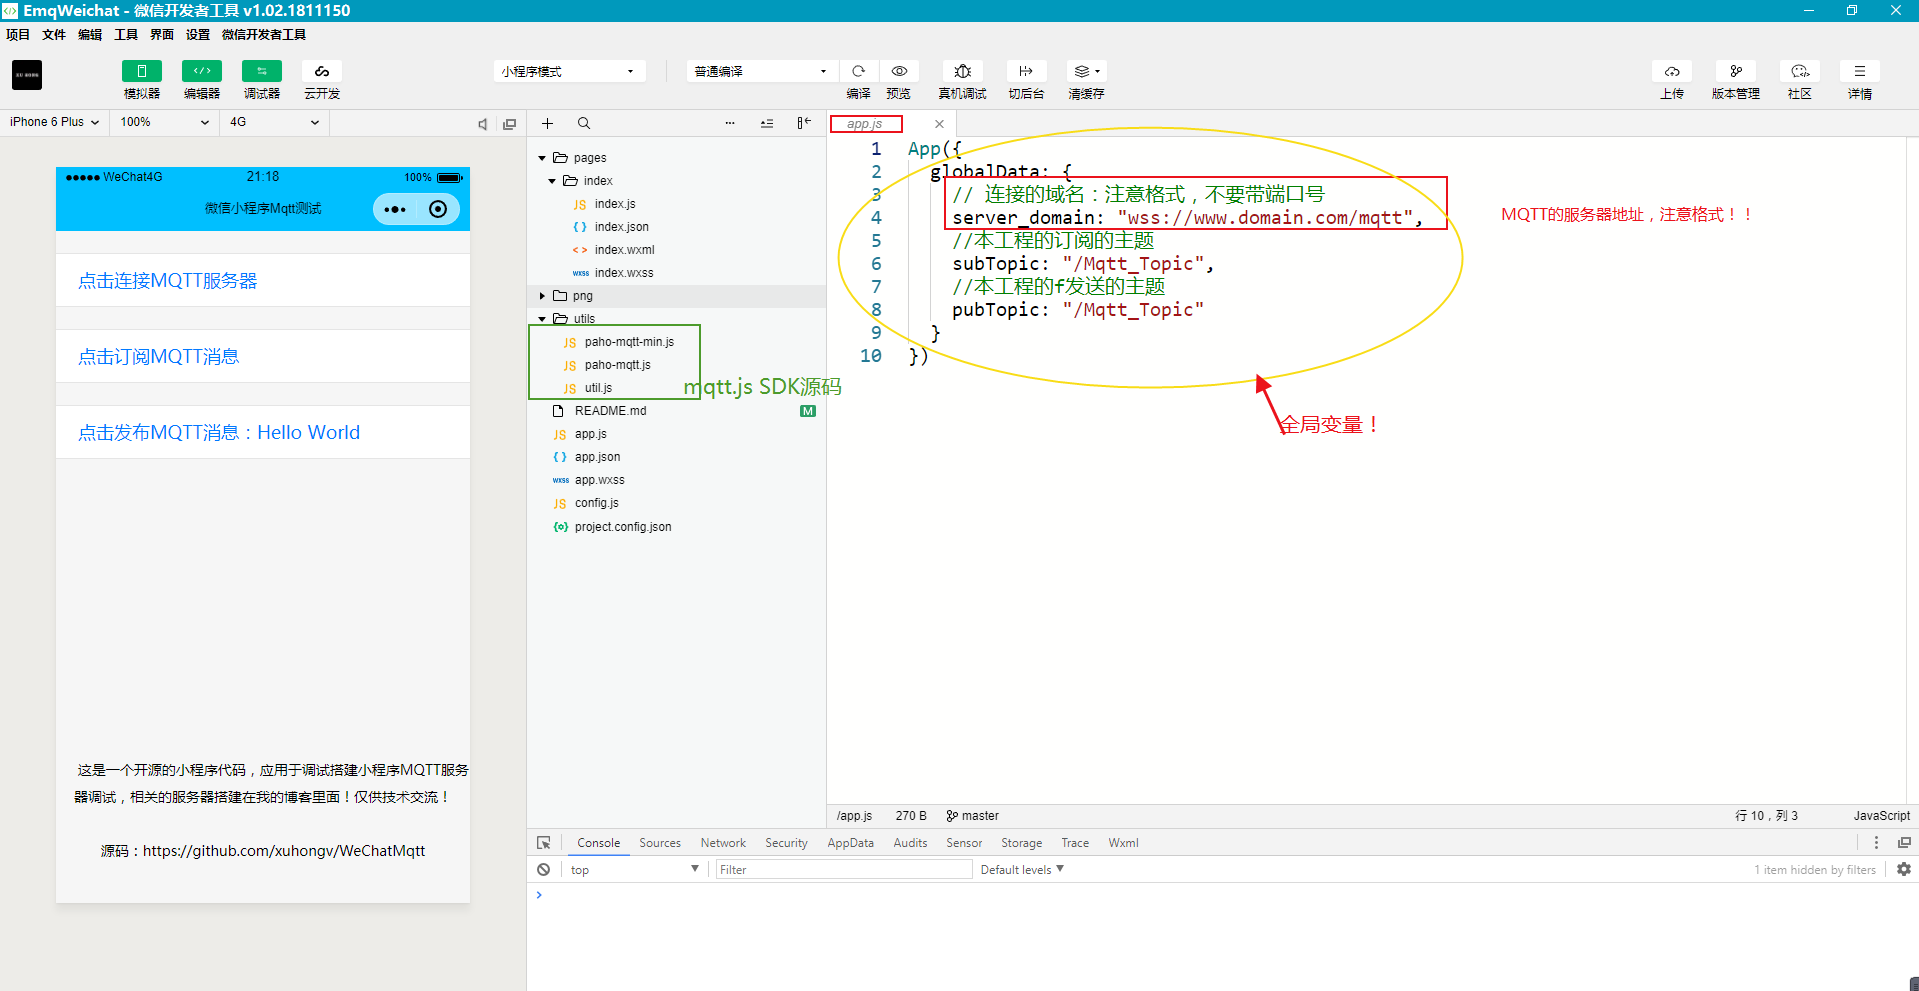 EmqWeichat - 微信开发者工具 v1.02.1811150
项目 文件 编辑 工具 界面 设置 微信开发者工具
模拟器 编辑器 调试器 云开发
小程序模式
普通编译
编译 预览 真机调试 切后台 清缓存
上传 版本管理 社区 详情
iPhone 6 Plus 100% 4G
WeChat4G 21:18 100%
微信小程序Mqtt测试
点击连接MQTT服务器
点击订阅MQTT消息
点击发布MQTT消息：Hello World
这是一个开源的小程序代码，应用于调试搭建小程序MQTT服务
器调试，相关的服务器搭建在我的博客里面！仅供技术交流！
源码：https://github.com/xuhongv/WeChatMqtt
pages
index
JS index.js
{ } index.json
< > index.wxml
wxss index.wxss
png
utils
JS paho-mqtt-min.js
JS paho-mqtt.js
JS util.js
mqtt.js SDK源码
README.md M
JS app.js
{ } app.json
wxss app.wxss
JS config.js
{o} project.config.json
app.js
1 App({
2 globalData: {
3 // 连接的域名：注意格式，不要带端口号
4 server_domain: "wss://www.domain.com/mqtt",
5 //本工程的订阅的主题
6 subTopic: "/Mqtt_Topic",
7 //本工程的f发送的主题
8 pubTopic: "/Mqtt_Topic"
9 }
10 })
MQTT的服务器地址，注意格式！！
全局变量！
/app.js 270 B master
行 10，列 3 JavaScript
Console Sources Network Security AppData Audits Sensor Storage Trace Wxml
top Filter Default levels 1 item hidden by filters